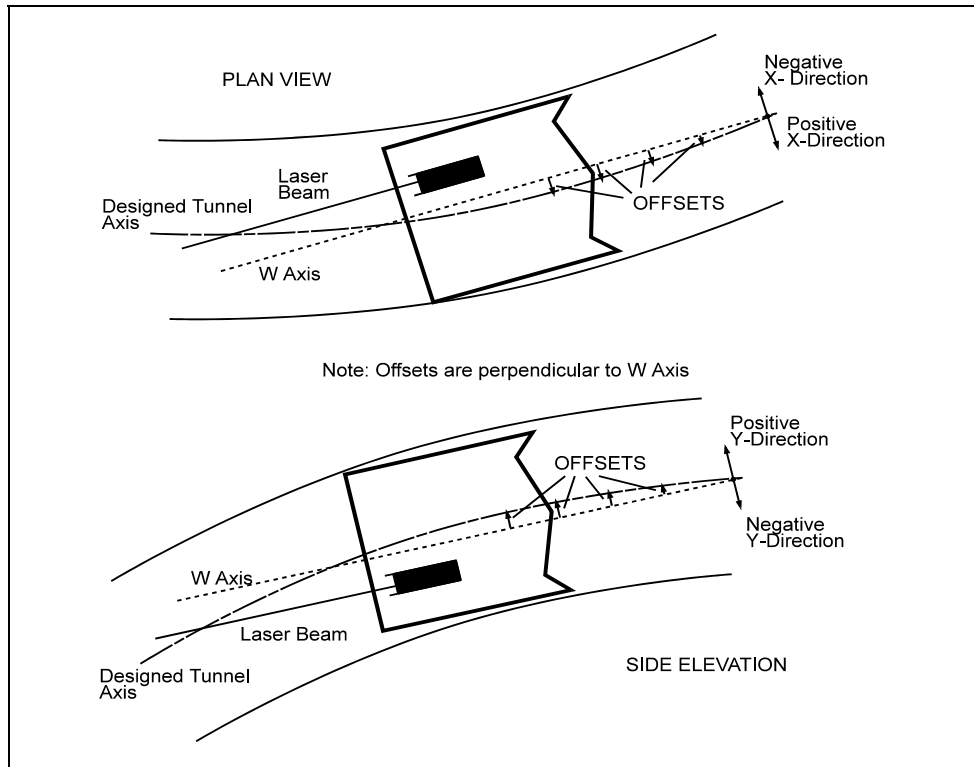 PLAN VIEW
Negative
X- Direction
Positive
X-Direction
Laser
Beam
Designed Tunnel
Axis
OFFSETS
W Axis
Note: Offsets are perpendicular to W Axis
Positive
Y-Direction
OFFSETS
Negative
Y-Direction
W Axis
Laser Beam
Designed Tunnel
Axis
SIDE ELEVATION